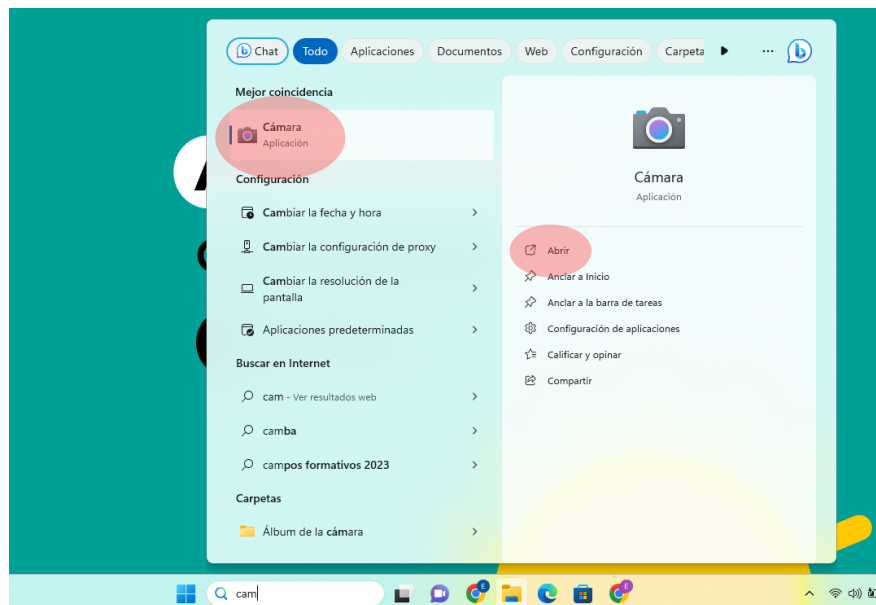 Chat Todo Aplicaciones Documentos Web Configuración Carpeta
Mejor coincidencia
Cámara
Aplicación
Configuración
Cambiar la fecha y hora
Cambiar la configuración de proxy
Cambiar la resolución de la
pantalla
Aplicaciones predeterminadas
Buscar en Internet
cam - Ver resultados web
camba
campos formativos 2023
Carpetas
Álbum de la cámara
Cámara
Aplicación
Abrir
Anclar a Inicio
Anclar a la barra de tareas
Configuración de aplicaciones
Calificar y opinar
Compartir
cam